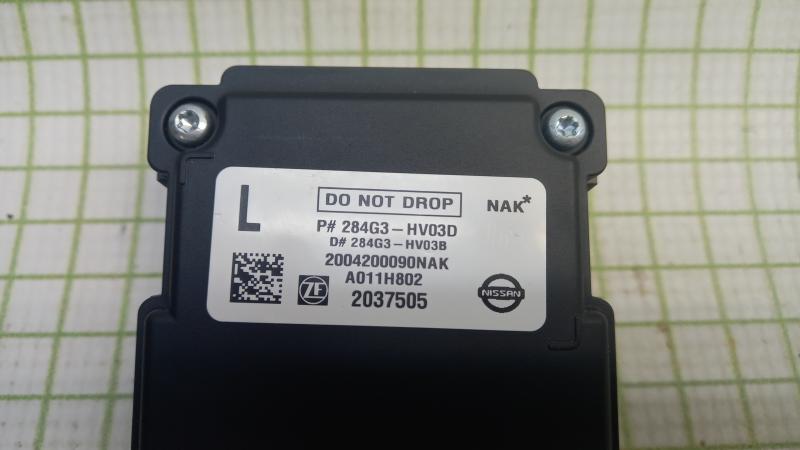 L
DO NOT DROP
NAK*
P# 284G3-HV03D
D# 284G3-HV03B
2004200090NAK
A011H802
ZF
2037505
NISSAN